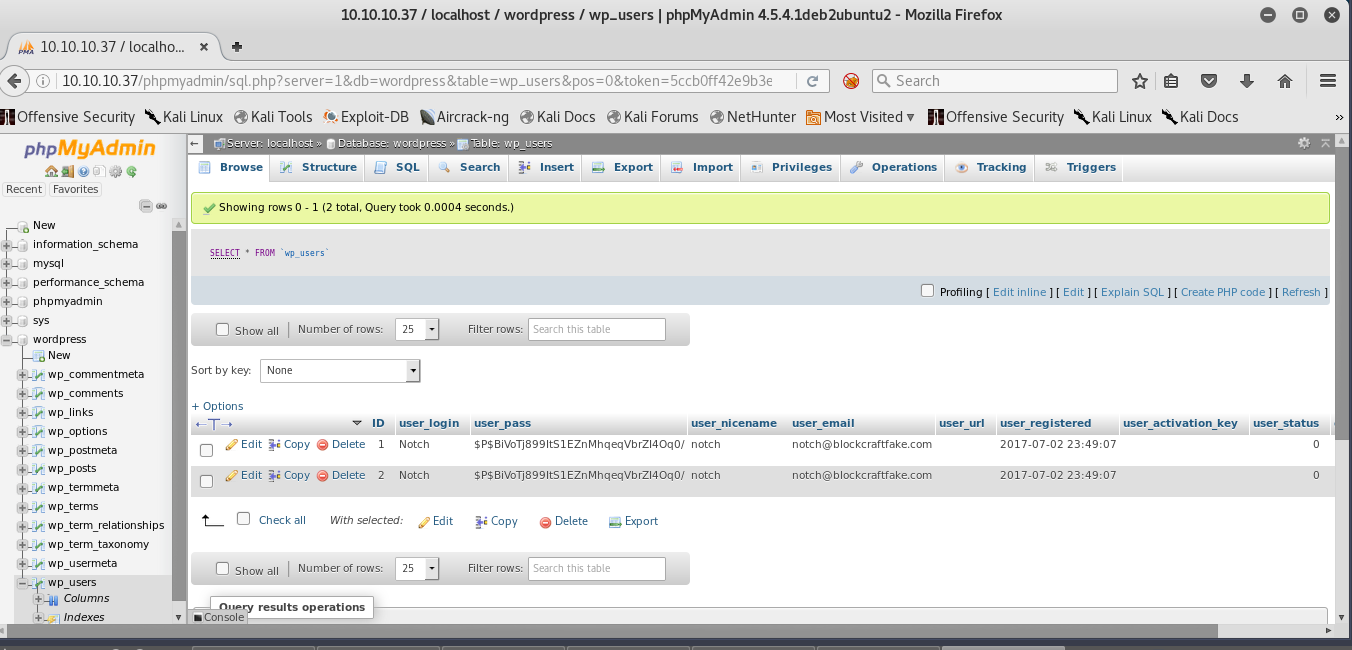 10.10.10.37 / localhost / wordpress / wp_users | phpMyAdmin 4.5.4.1deb2ubuntu2 - Mozilla Firefox
10.10.10.37 / localho...
10.10.10.37/phpmyadmin/sql.php?server=1&db=wordpress&table=wp_users&pos=0&token=5ccb0ff42e9b3e
Search
Offensive Security Kali Linux Kali Tools Exploit-DB Aircrack-ng Kali Docs Kali Forums NetHunter Most Visited Offensive Security Kali Linux Kali Docs »
phpMyAdmin
Recent Favorites
New
information_schema
mysql
performance_schema
phpmyadmin
sys
wordpress
New
wp_commentmeta
wp_comments
wp_links
wp_options
wp_postmeta
wp_posts
wp_termmeta
wp_terms
wp_term_relationships
wp_term_taxonomy
wp_usermeta
wp_users
Columns
Indexes
Server: localhost » Database: wordpress » Table: wp_users
Browse Structure SQL Search Insert Export Import Privileges Operations Tracking Triggers
Showing rows 0 - 1 (2 total, Query took 0.0004 seconds.)
SELECT * FROM `wp_users`
Profiling [ Edit inline ] [ Edit ] [ Explain SQL ] [ Create PHP code ] [ Refresh ]
Show all | Number of rows: 25 Filter rows: Search this table
Sort by key: None
+ Options
←T→ ID user_login user_pass user_nicename user_email user_url user_registered user_activation_key user_status
Edit Copy Delete 1 Notch $P$BiVoTj899ItS1EZnMhqeqVbrZI4Oq0/ notch notch@blockcraftfake.com 2017-07-02 23:49:07 0
Edit Copy Delete 2 Notch $P$BiVoTj899ItS1EZnMhqeqVbrZI4Oq0/ notch notch@blockcraftfake.com 2017-07-02 23:49:07 0
Check all With selected: Edit Copy Delete Export
Show all | Number of rows: 25 Filter rows: Search this table
Query results operations
Console